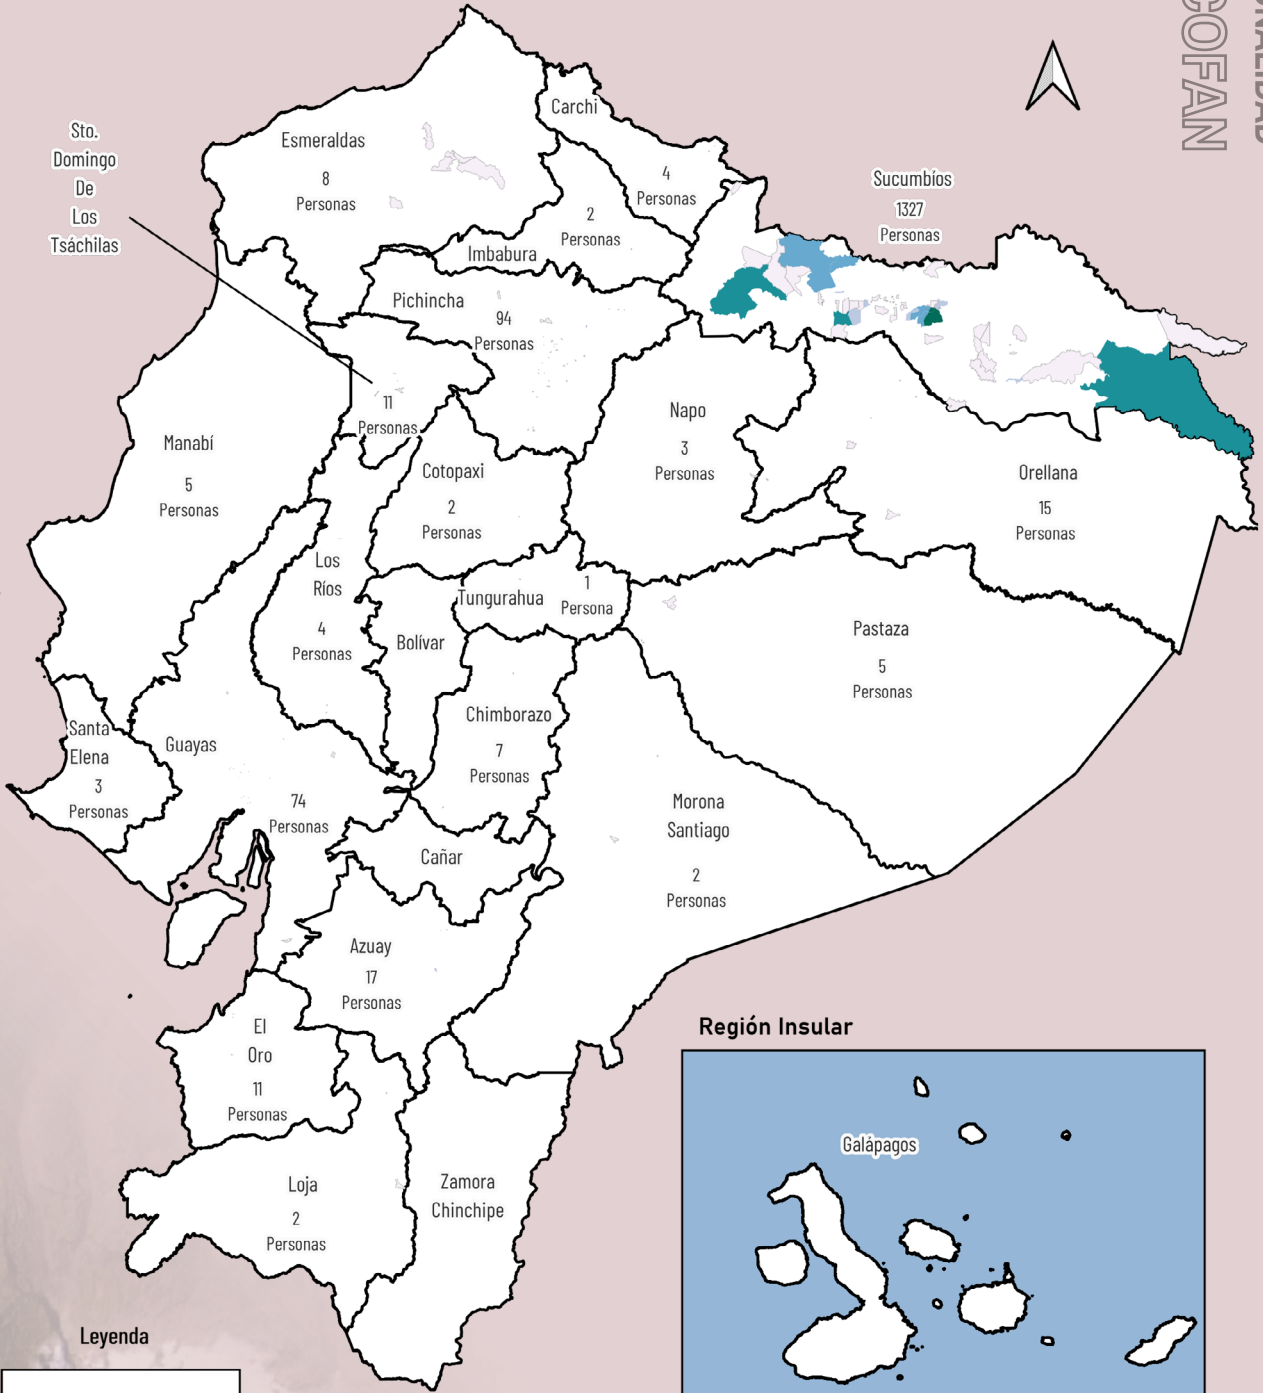 COFAN
Carchi
4
Personas
Esmeraldas
8
Personas
Sto.
Domingo
De
Los
Tsáchilas
Sucumbíos
1327
Personas
2
Personas
Imbabura
Pichincha
94
Personas
11
Personas
Manabí
5
Personas
Cotopaxi
2
Personas
Napo
3
Personas
Orellana
15
Personas
Los
Ríos
4
Personas
Bolívar
Tungurahua
1
Persona
Pastaza
5
Personas
Santa
Elena
3
Personas
Guayas
74
Personas
Chimborazo
7
Personas
Morona
Santiago
2
Personas
Cañar
Azuay
17
Personas
El
Oro
11
Personas
Loja
2
Personas
Zamora
Chinchipe
Región Insular
Galápagos
Leyenda